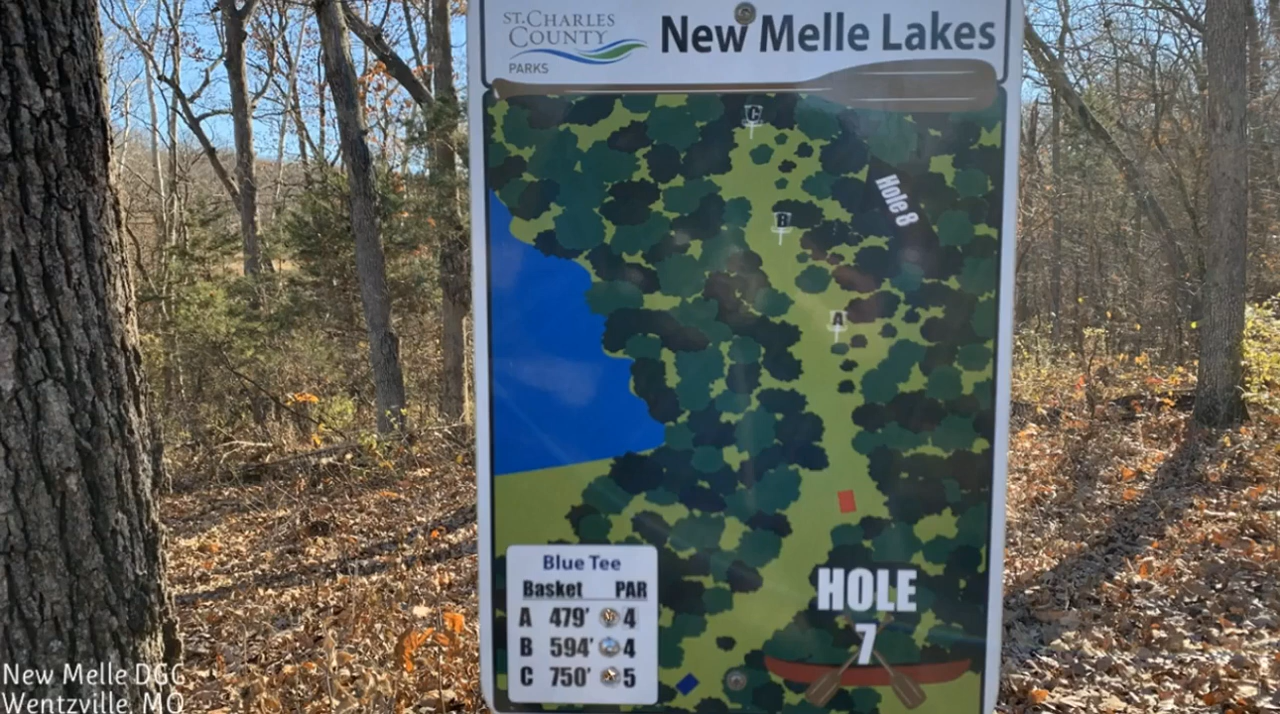 ST. CHARLES
COUNTY
PARKS
New Melle Lakes
C
Hole 8
B
A
HOLE
7
Blue Tee
Basket PAR
A 479' 4
B 594' 4
C 750' 5
New Melle DGC
Wentzville, MO